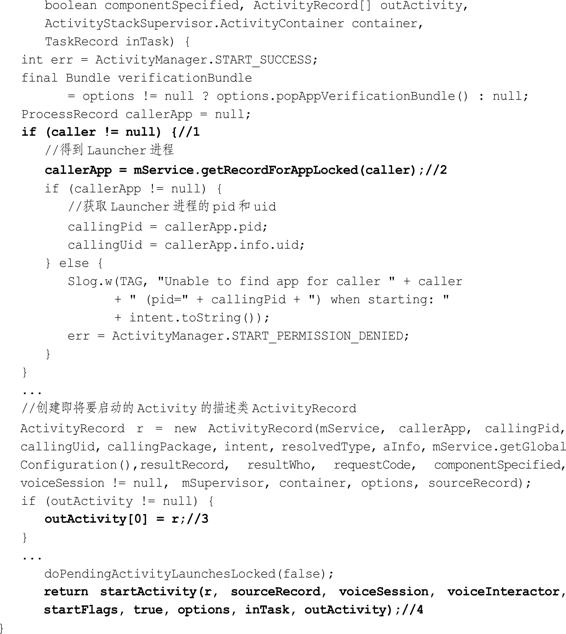 boolean componentSpecified, ActivityRecord[] outActivity,
ActivityStackSupervisor.ActivityContainer container,
TaskRecord inTask) {
int err = ActivityManager.START_SUCCESS;
final Bundle verificationBundle
= options != null ? options.popAppVerificationBundle() : null;
ProcessRecord callerApp = null;
if (caller != null) {//1
//得到 Launcher 进程
callerApp = mService.getRecordForAppLocked(caller);//2
if (callerApp != null) {
//获取 Launcher 进程的 pid 和 uid
callingPid = callerApp.pid;
callingUid = callerApp.info.uid;
} else {
Slog.w(TAG, "Unable to find app for caller " + caller
+ " (pid=" + callingPid + ") when starting: "
+ intent.toString());
err = ActivityManager.START_PERMISSION_DENIED;
}
}
...
//创建即将要启动的 Activity 的描述类 ActivityRecord
ActivityRecord r = new ActivityRecord(mService, callerApp, callingPid,
callingUid, callingPackage, intent, resolvedType, aInfo, mService.getGlobal
Configuration(),resultRecord, resultWho, requestCode, componentSpecified,
voiceSession != null, mSupervisor, container, options, sourceRecord);
if (outActivity != null) {
outActivity[0] = r;//3
}
...
doPendingActivityLaunchesLocked(false);
return startActivity(r, sourceRecord, voiceSession, voiceInteractor,
startFlags, true, options, inTask, outActivity);//4
}